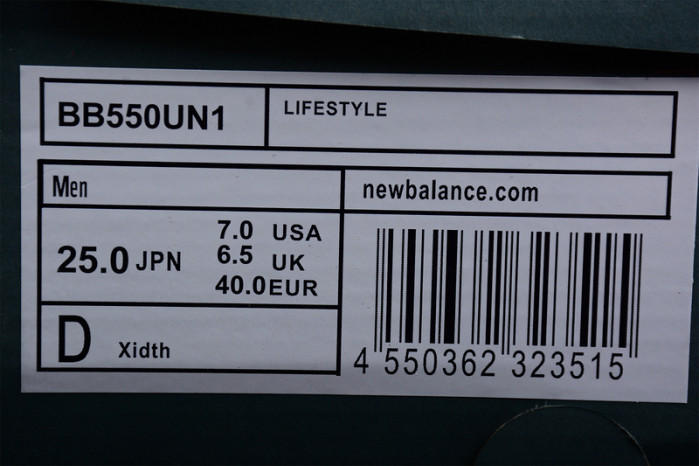 BB550UN1
LIFESTYLE
Men
newbalance.com
25.0 JPN
7.0 USA
6.5 UK
40.0 EUR
D Xidth
4 550362 323515